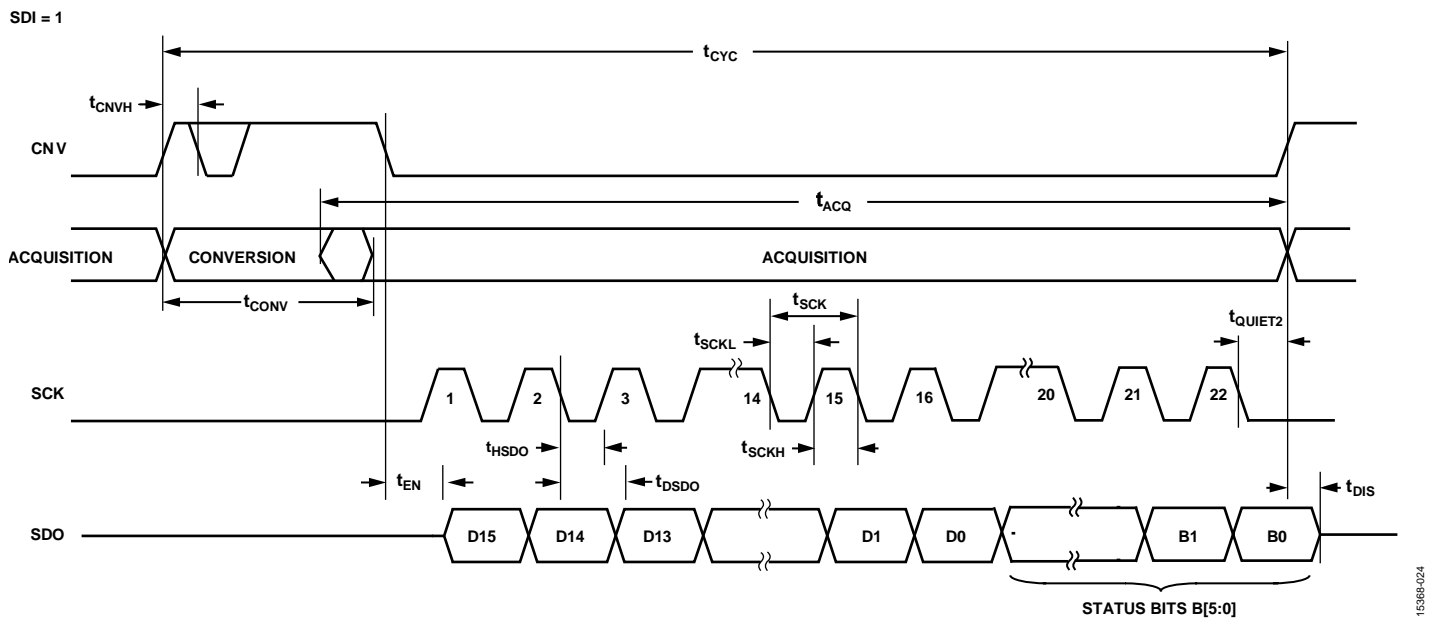 SDI = 1
tCYC
tCNVH
CNV
tACQ
ACQUISITION
CONVERSION
ACQUISITION
tCONV
tSCK
tQUIET2
tSCKL
SCK
1
2
3
14
15
16
20
21
22
tHSDO
tSCKH
tEN
tDSDO
tDIS
SDO
D15
D14
D13
D1
D0
B1
B0
STATUS BITS B[5:0]
15368-024